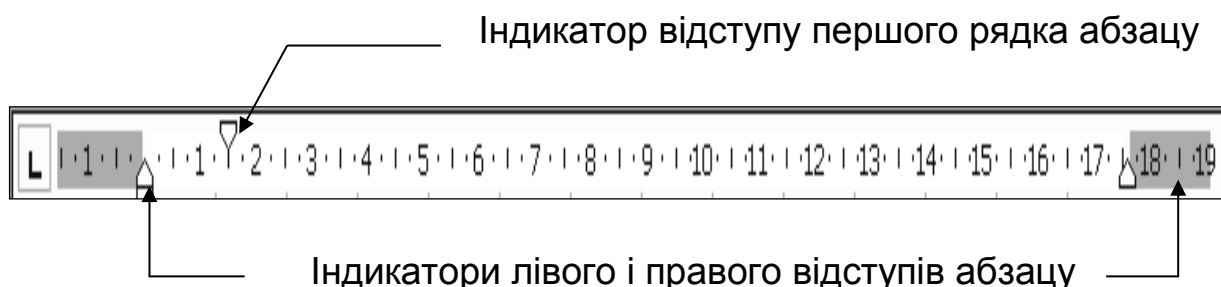 Індикатор відступу першого рядка абзацу
L 1 1 2 3 4 5 6 7 8 9 10 11 12 13 14 15 16 17 18 19
Індикатори лівого і правого відступів абзацу